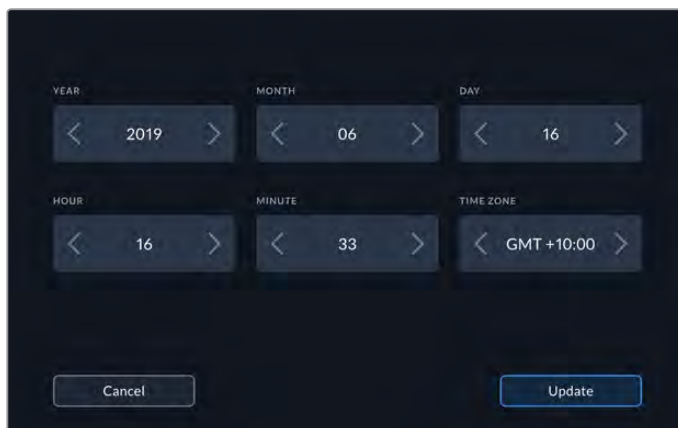 YEAR MONTH DAY
2019 06 16
HOUR MINUTE TIME ZONE
16 33 GMT +10:00
Cancel Update